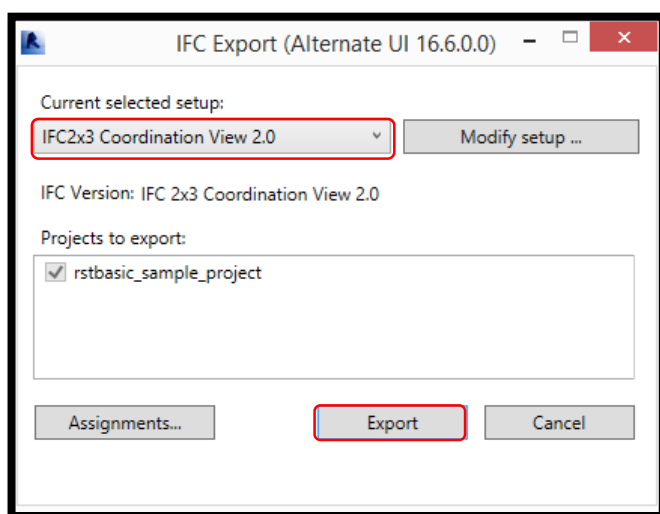 IFC Export (Alternate UI 16.6.0.0)
Current selected setup:
IFC2x3 Coordination View 2.0
Modify setup ...
IFC Version: IFC 2x3 Coordination View 2.0
Projects to export:
rstbasic_sample_project
Assignments...
Export
Cancel